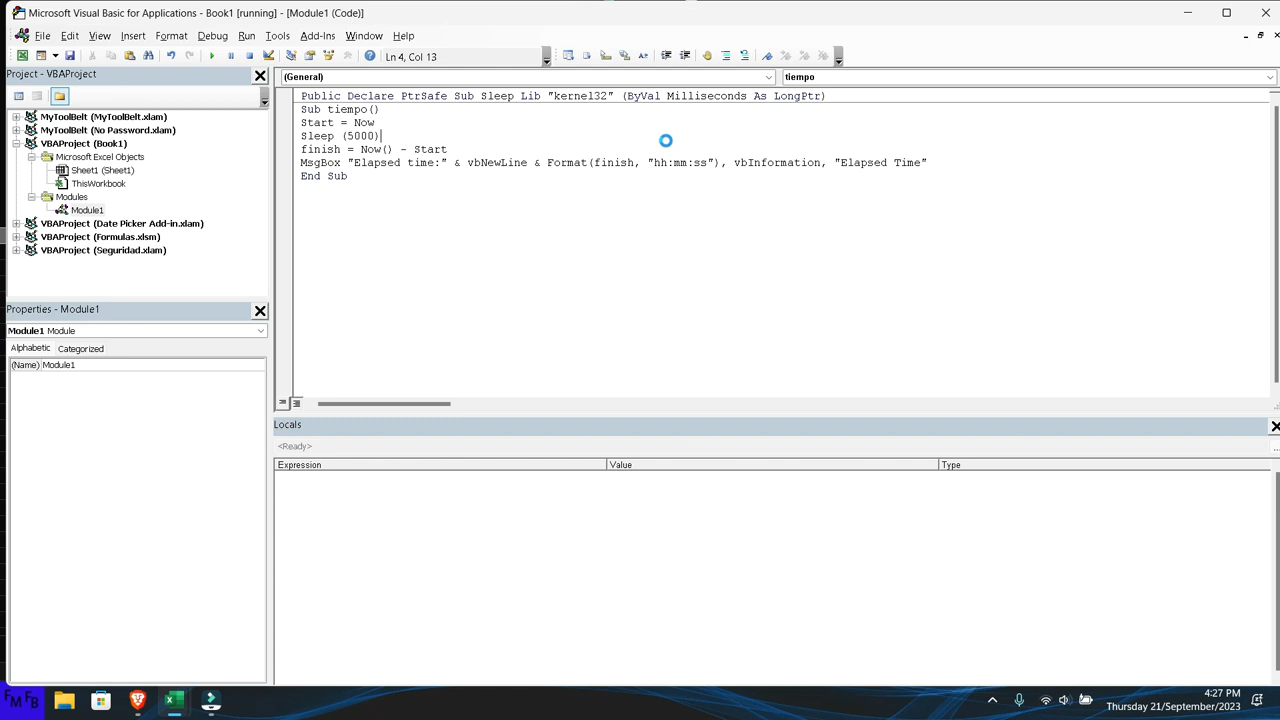 Microsoft Visual Basic for Applications - Book1 [running] - [Module1 (Code)]
File Edit View Insert Format Debug Run Tools Add-Ins Window Help
Ln 4, Col 13
Project - VBAProject
(General) tiempo
MyToolBelt (MyToolBelt.xlam)
MyToolBelt (No Password.xlam)
VBAProject (Book1)
Microsoft Excel Objects
Sheet1 (Sheet1)
ThisWorkbook
Modules
Module1
VBAProject (Date Picker Add-in.xlam)
VBAProject (Formulas.xlsm)
VBAProject (Seguridad.xlam)
Public Declare PtrSafe Sub Sleep Lib "kernel32" (ByVal Milliseconds As LongPtr)
Sub tiempo()
Start = Now
Sleep (5000)
finish = Now() - Start
MsgBox "Elapsed time:" & vbNewLine & Format(finish, "hh:mm:ss"), vbInformation, "Elapsed Time"
End Sub
Properties - Module1
Module1 Module
Alphabetic Categorized
(Name) Module1
Locals
<Ready>
Expression Value Type
FM FB
4:27 PM
Thursday 21/September/2023